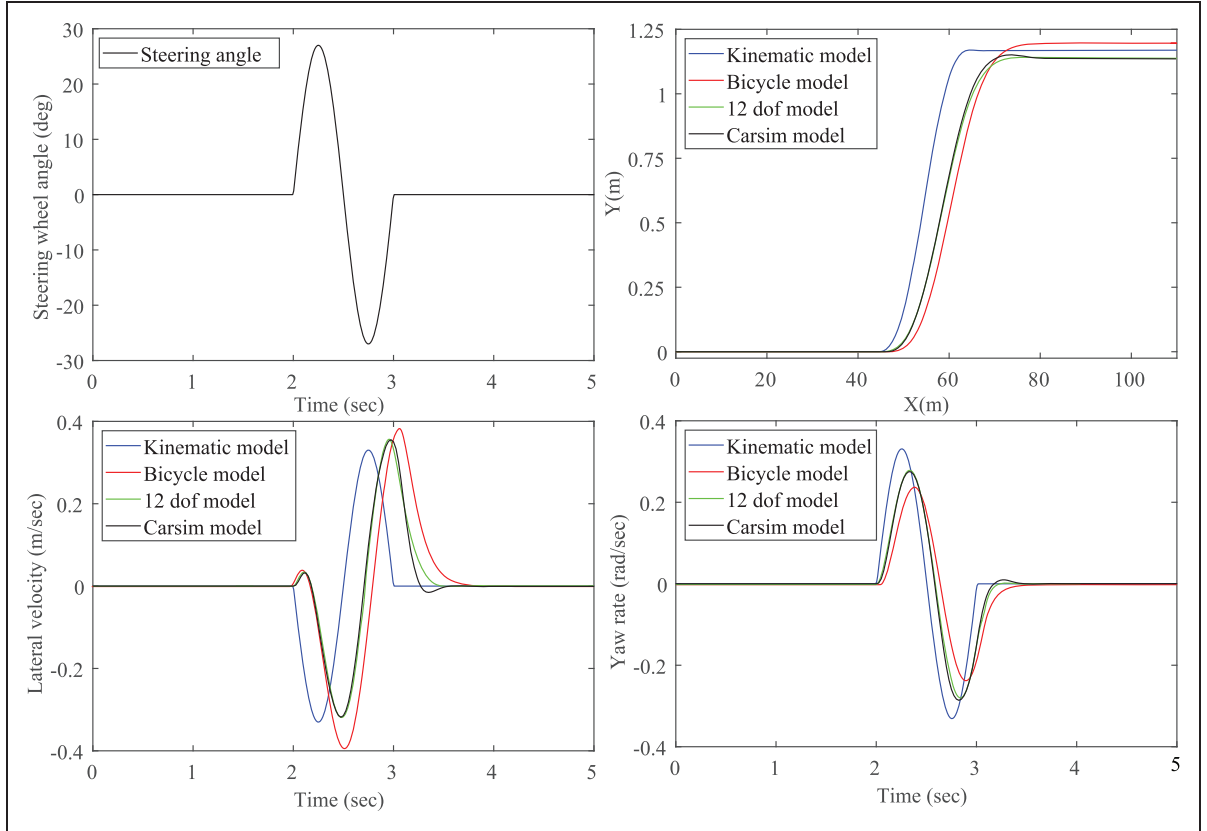 Steering angle
30
20
10
0
-10
-20
-30
Steering wheel angle (deg)
0 1 2 3 4 5
Time (sec)
Kinematic model
Bicycle model
12 dof model
Carsim model
1.25
1
0.75
0.5
0.25
0
Y(m)
0 20 40 60 80 100
X(m)
Kinematic model
Bicycle model
12 dof model
Carsim model
0.4
0.2
0
-0.2
-0.4
Lateral velocity (m/sec)
0 1 2 3 4 5
Time (sec)
Kinematic model
Bicycle model
12 dof model
Carsim model
0.4
0.2
0
-0.2
-0.4
Yaw rate (rad/sec)
0 1 2 3 4 5
Time (sec)